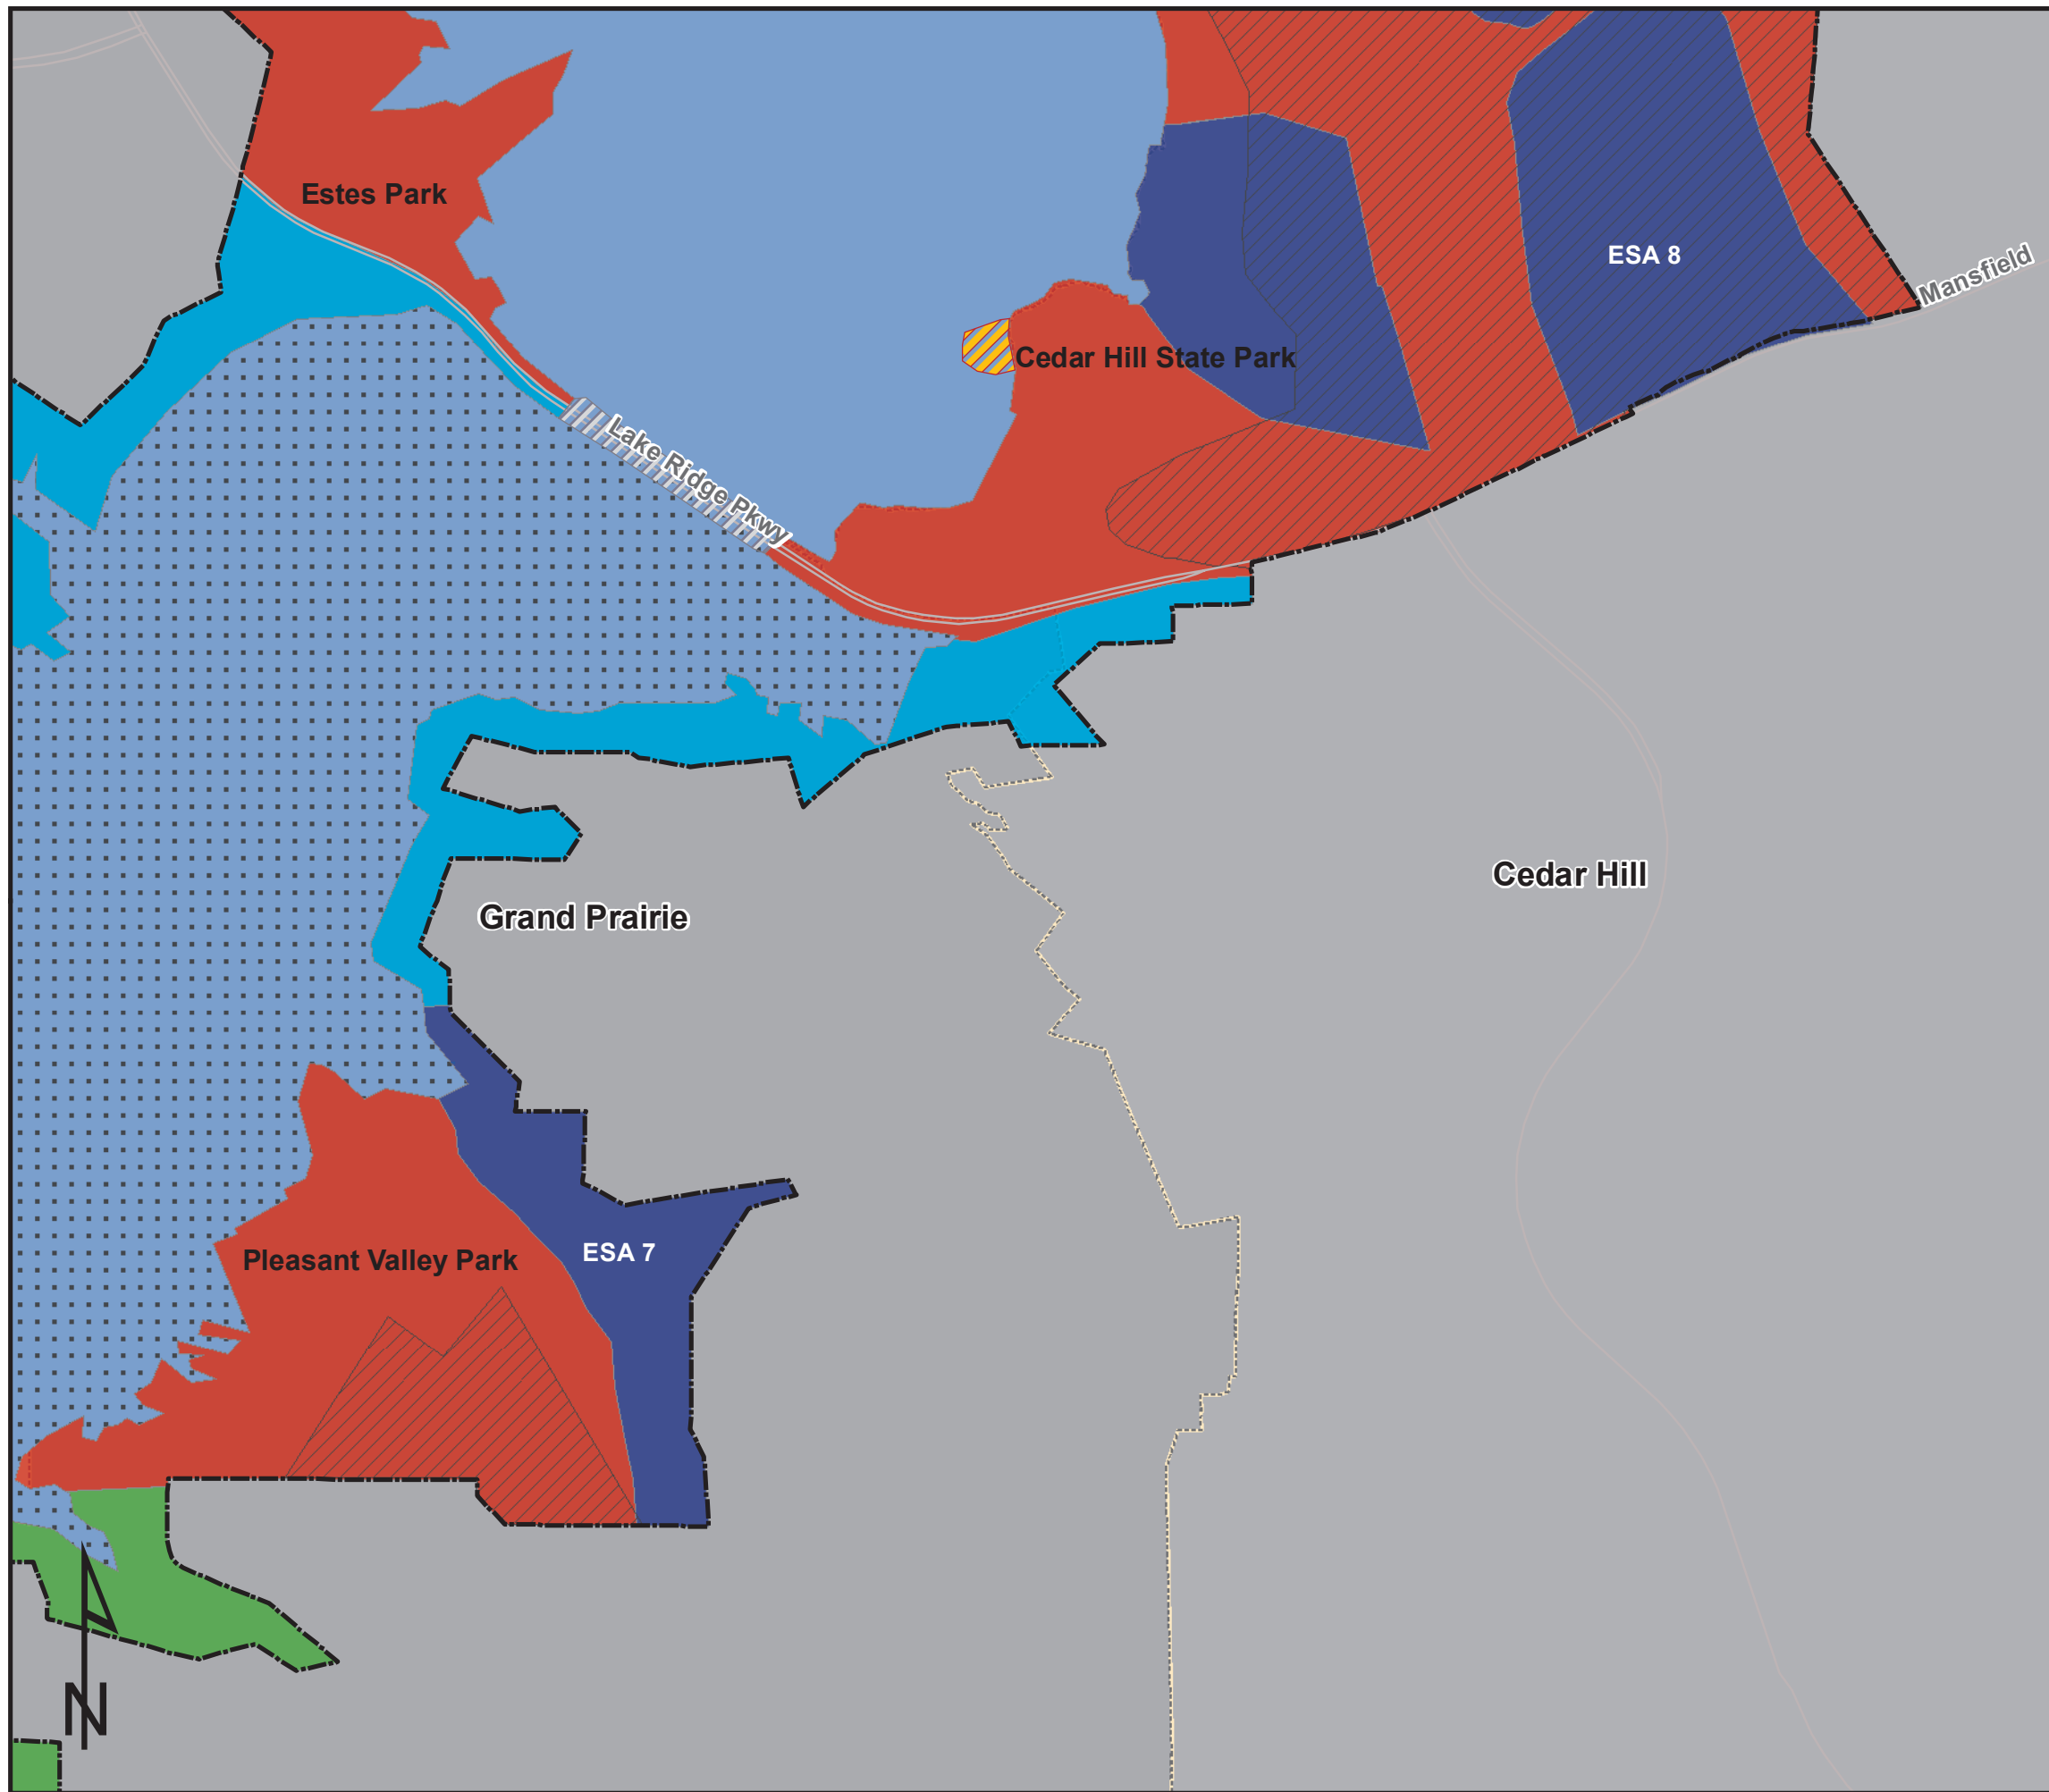 Estes Park
ESA 8
Mansfield
Cedar Hill State Park
Lake Ridge Pkwy
Cedar Hill
Grand Prairie
ESA 7
Pleasant Valley Park
N